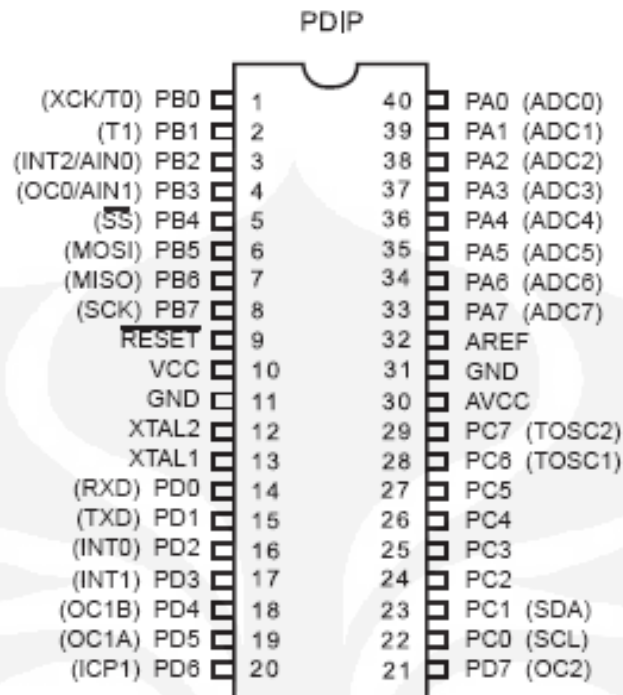 PDIP
(XCK/T0) PB0 1 40 PA0 (ADC0)
(T1) PB1 2 39 PA1 (ADC1)
(INT2/AIN0) PB2 3 38 PA2 (ADC2)
(OC0/AIN1) PB3 4 37 PA3 (ADC3)
(SS) PB4 5 36 PA4 (ADC4)
(MOSI) PB5 6 35 PA5 (ADC5)
(MISO) PB6 7 34 PA6 (ADC6)
(SCK) PB7 8 33 PA7 (ADC7)
RESET 9 32 AREF
VCC 10 31 GND
GND 11 30 AVCC
XTAL2 12 29 PC7 (TOSC2)
XTAL1 13 28 PC6 (TOSC1)
(RXD) PD0 14 27 PC5
(TXD) PD1 15 26 PC4
(INT0) PD2 16 25 PC3
(INT1) PD3 17 24 PC2
(OC1B) PD4 18 23 PC1 (SDA)
(OC1A) PD5 19 22 PC0 (SCL)
(ICP1) PD6 20 21 PD7 (OC2)